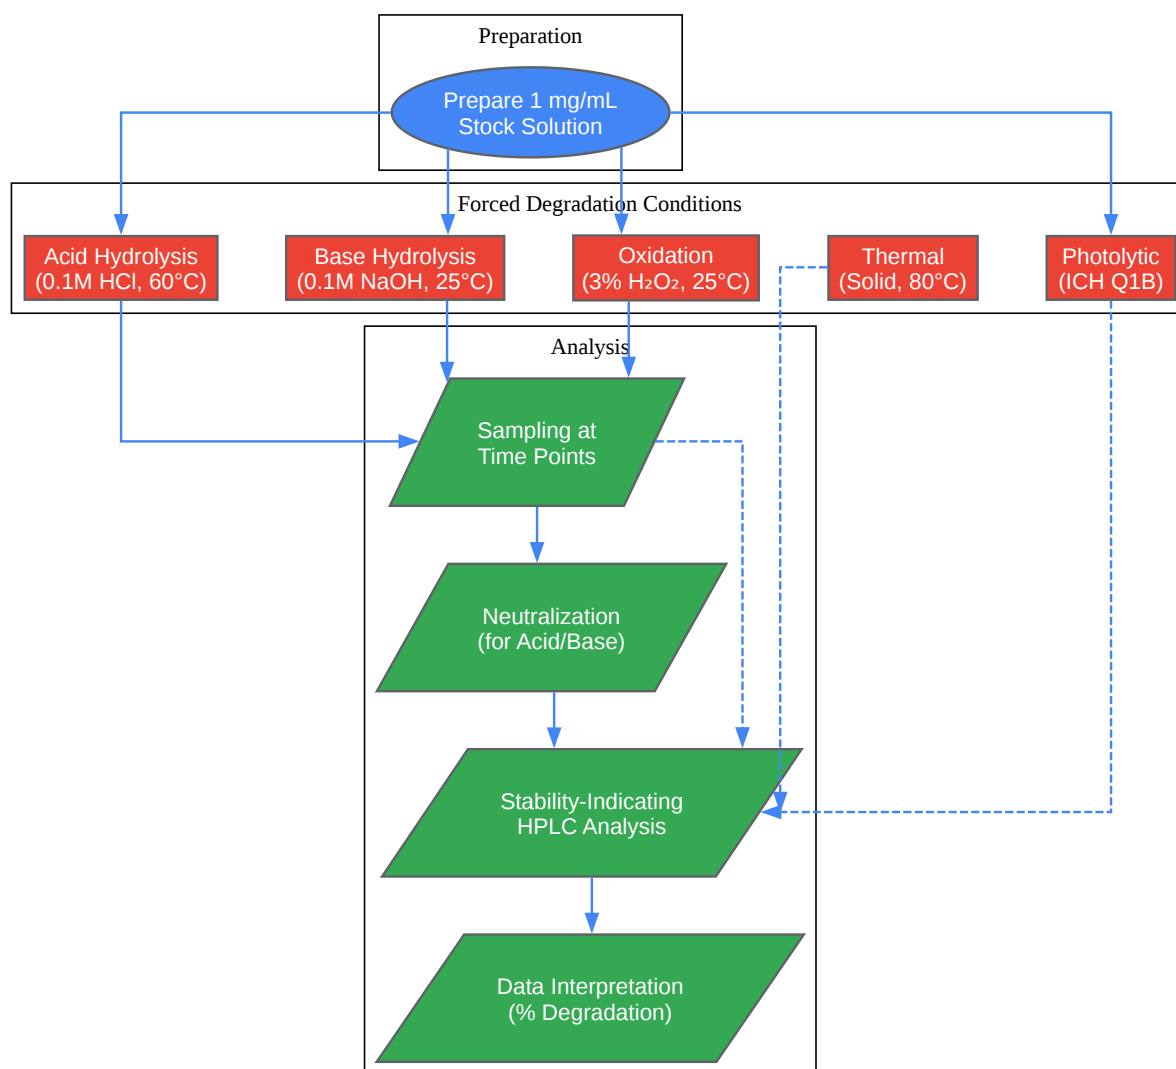 Preparation
Prepare 1 mg/mL
Stock Solution
Forced Degradation Conditions
Acid Hydrolysis
(0.1M HCl, 60°C)
Base Hydrolysis
(0.1M NaOH, 25°C)
Oxidation
(3% H₂O₂, 25°C)
Thermal
(Solid, 80°C)
Photolytic
(ICH Q1B)
Analysis
Sampling at
Time Points
Neutralization
(for Acid/Base)
Stability-Indicating
HPLC Analysis
Data Interpretation
(% Degradation)